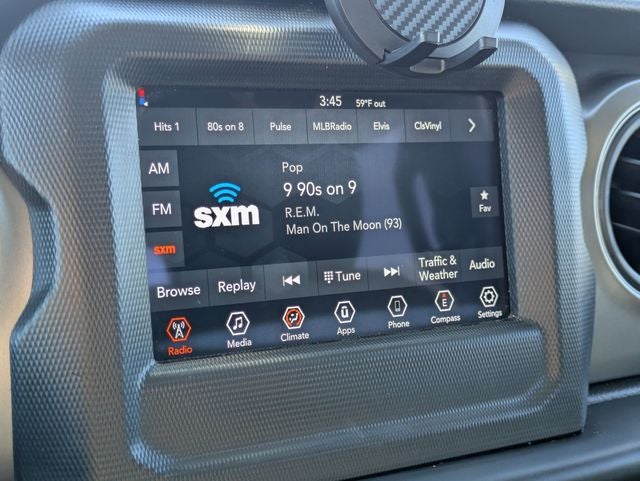 3:45 59°F out
Hits 1 80s on 8 Pulse MLBRadio Elvis ClsVinyl
AM
FM
sxm
sxm
Pop
9 90s on 9
R.E.M.
Man On The Moon (93)
Fav
Browse Replay Tune Traffic & Weather Audio
Radio Media Climate Apps Phone E Compass Settings